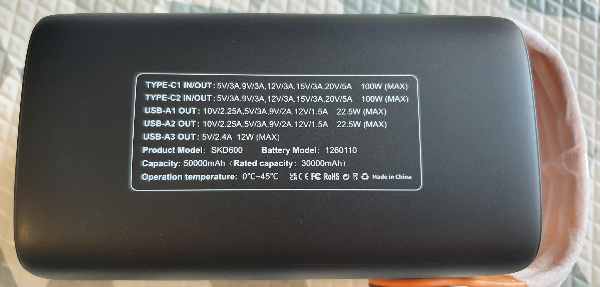 TYPE-C1 IN/OUT: 5V/3A,9V/3A,12V/3A,15V/3A,20V/5A 100W (MAX)
TYPE-C2 IN/OUT: 5V/3A,9V/3A,12V/3A,15V/3A,20V/5A 100W (MAX)
USB-A1 OUT: 10V/2.25A,5V/3A,9V/2A,12V/1.5A 22.5W (MAX)
USB-A2 OUT: 10V/2.25A,5V/3A,9V/2A,12V/1.5A 22.5W (MAX)
USB-A3 OUT: 5V/2.4A 12W (MAX)
Product Model: SKD600 Battery Model: 1260110
Capacity: 50000mAh (Rated capacity: 30000mAh)
Operation temperature: 0℃~45℃ UKCA CE FC RoHS Made in China